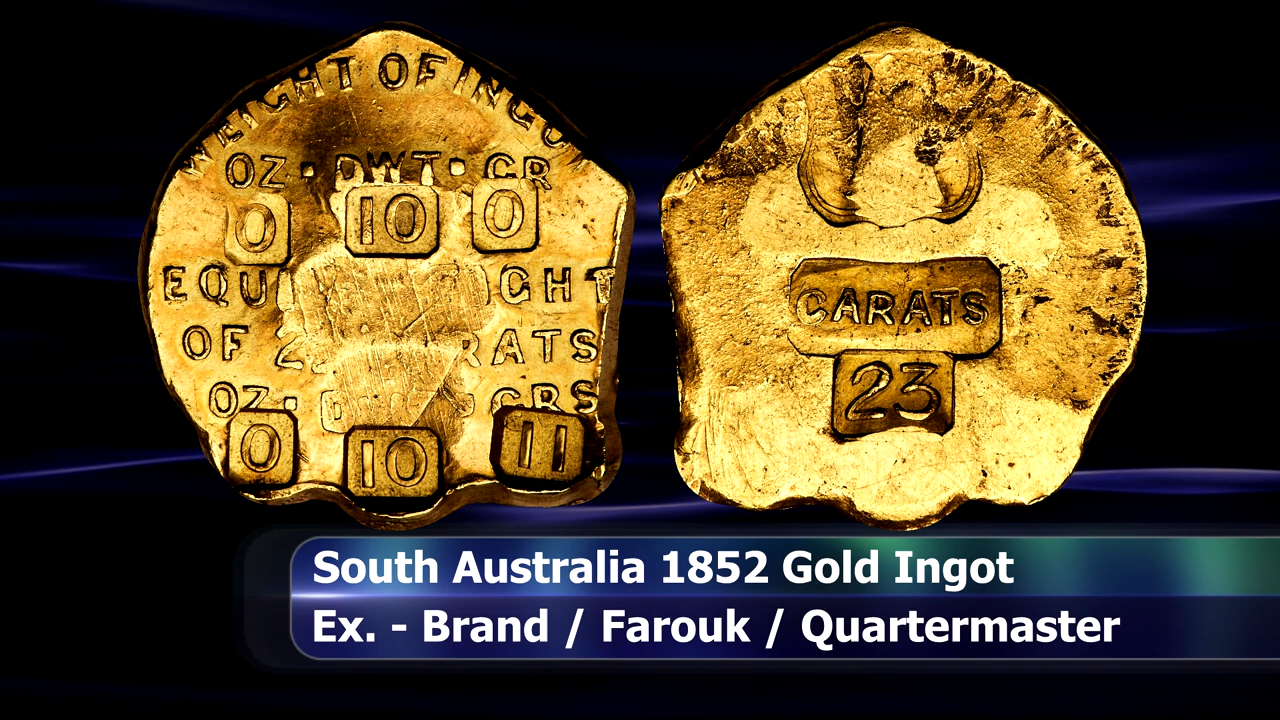 WEIGHT OF INGO
OZ · DWT · GR
0 10 0
EQU GHT
OF 2 RATS
OZ · D GRS
0 10 11
CARATS
23
South Australia 1852 Gold Ingot
Ex. - Brand / Farouk / Quartermaster